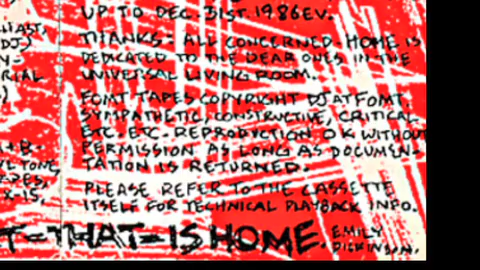 UP TO DEC. 31ST. 1986 EV.
THANKS - ALL CONCERNED - HOME IS
DEDICATED TO THE DEAR ONES IN THE
UNIVERSAL LIVING ROOM.
FOMT TAPES COPYRIGHT DJ AT FOMT.
SYMPATHETIC, CONSTRUCTIVE, CRITICAL
ETC. ETC. REPRODUCTION OK WITHOUT
PERMISSION AS LONG AS DOCUMEN-
TATION IS RETURNED.
PLEASE REFER TO THE CASSETTE
ITSELF FOR TECHNICAL PLAYBACK INFO.
T-THAT-IS HOME. EMILY
DICKINSON.